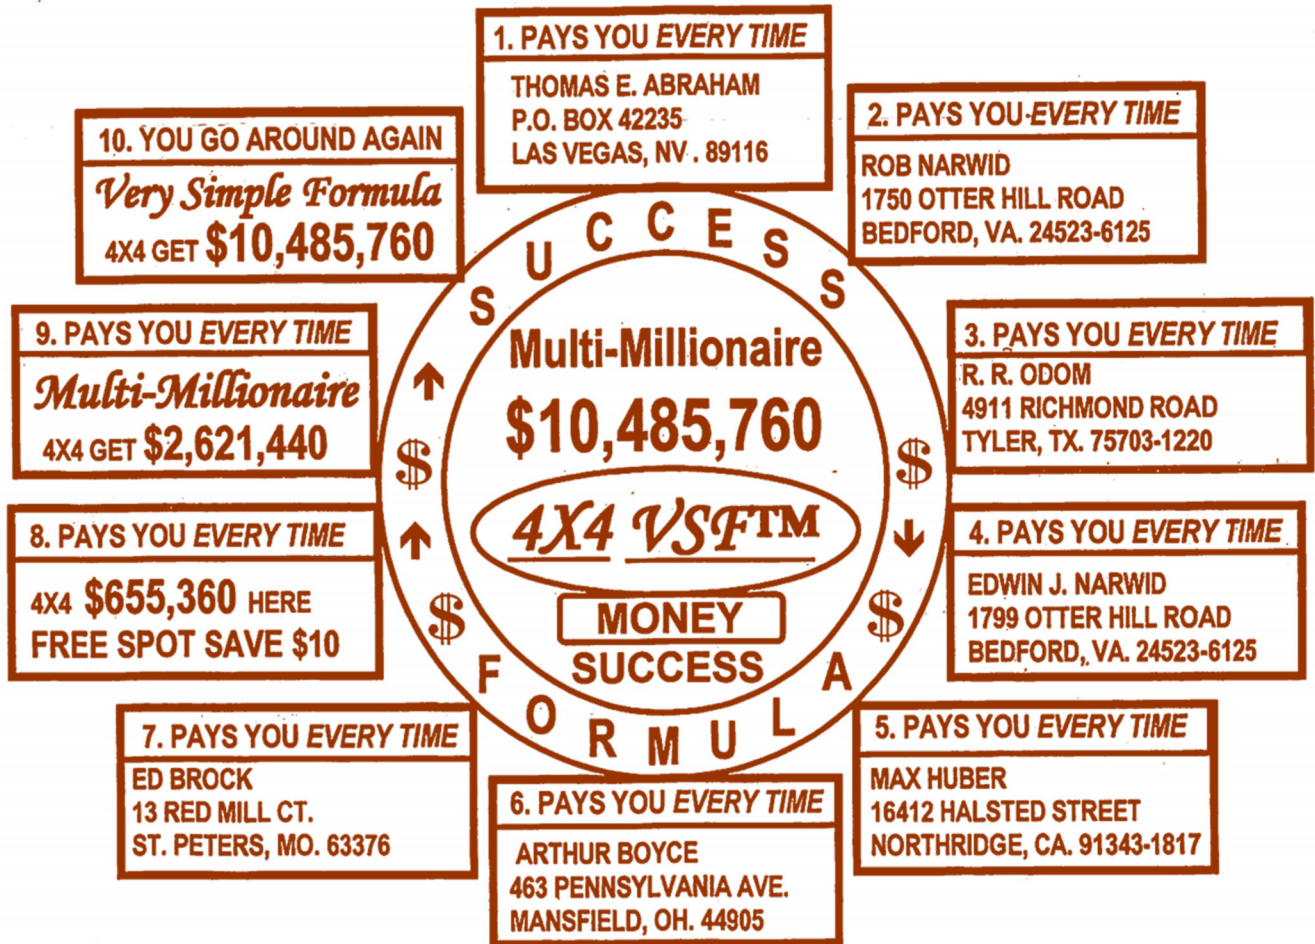 1. PAYS YOU EVERY TIME
THOMAS E. ABRAHAM
P.O. BOX 42235
LAS VEGAS, NV . 89116
2. PAYS YOU EVERY TIME
ROB NARWID
1750 OTTER HILL ROAD
BEDFORD, VA. 24523-6125
3. PAYS YOU EVERY TIME
R. R. ODOM
4911 RICHMOND ROAD
TYLER, TX. 75703-1220
4. PAYS YOU EVERY TIME
EDWIN J. NARWID
1799 OTTER HILL ROAD
BEDFORD, VA. 24523-6125
5. PAYS YOU EVERY TIME
MAX HUBER
16412 HALSTED STREET
NORTHRIDGE, CA. 91343-1817
6. PAYS YOU EVERY TIME
ARTHUR BOYCE
463 PENNSYLVANIA AVE.
MANSFIELD, OH. 44905
7. PAYS YOU EVERY TIME
ED BROCK
13 RED MILL CT.
ST. PETERS, MO. 63376
8. PAYS YOU EVERY TIME
4X4 $655,360 HERE
FREE SPOT SAVE $10
9. PAYS YOU EVERY TIME
Multi-Millionaire
4X4 GET $2,621,440
10. YOU GO AROUND AGAIN
Very Simple Formula
4X4 GET $10,485,760
SUCCESS
$ $
$ $
FORMULA
Multi-Millionaire
$10,485,760
4X4 VSF™
MONEY
SUCCESS